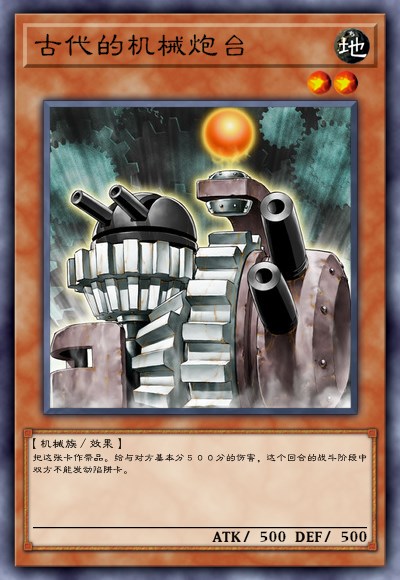 古代的机械炮台
地
【机械族／效果】
把这张卡作祭品。给与对方基本分５００分的伤害，这个回合的战斗阶段中
双方不能发动陷阱卡。
ATK/ 500 DEF/ 500